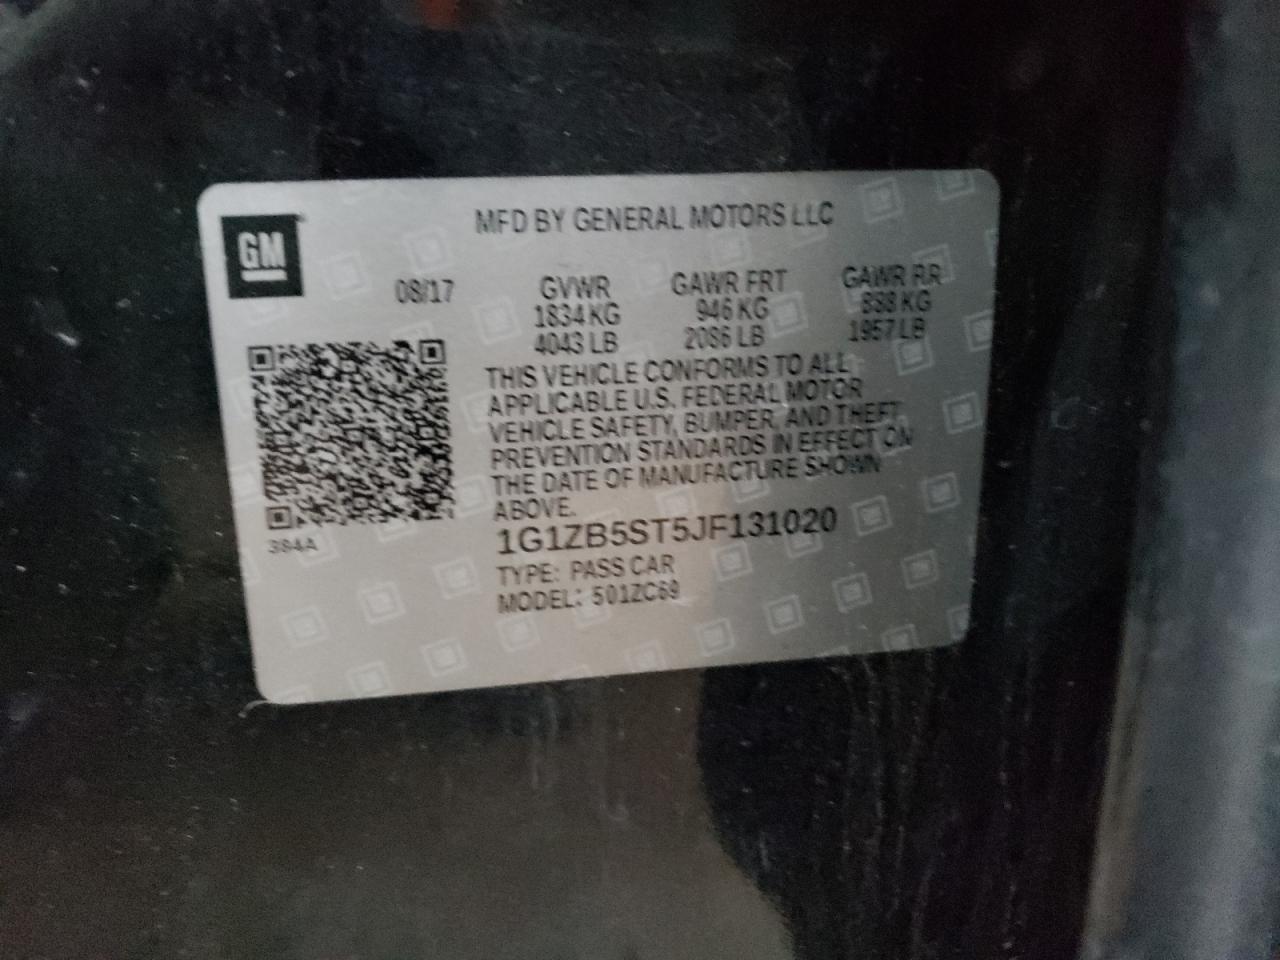 GM
MFD BY GENERAL MOTORS LLC
08/17
GVWR GAWR FRT GAWR RR
1834 KG 946 KG 888 KG
4043 LB 2086 LB 1957 LB
THIS VEHICLE CONFORMS TO ALL
APPLICABLE U.S. FEDERAL MOTOR
VEHICLE SAFETY, BUMPER, AND THEFT
PREVENTION STANDARDS IN EFFECT ON
THE DATE OF MANUFACTURE SHOWN
ABOVE.
384A
1G1ZB5ST5JF131020
TYPE: PASS CAR
MODEL: 501ZC69